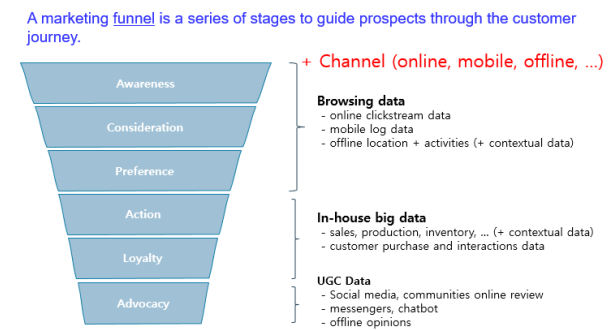 A marketing funnel is a series of stages to guide prospects through the customer
journey.
+ Channel (online, mobile, offline, ...)
Awareness
Consideration
Preference
Browsing data
- online clickstream data
- mobile log data
- offline location + activities (+ contextual data)
Action
Loyalty
In-house big data
- sales, production, inventory, ... (+ contextual data)
- customer purchase and interactions data
Advocacy
UGC Data
- Social media, communities online review
- messengers, chatbot
- offline opinions